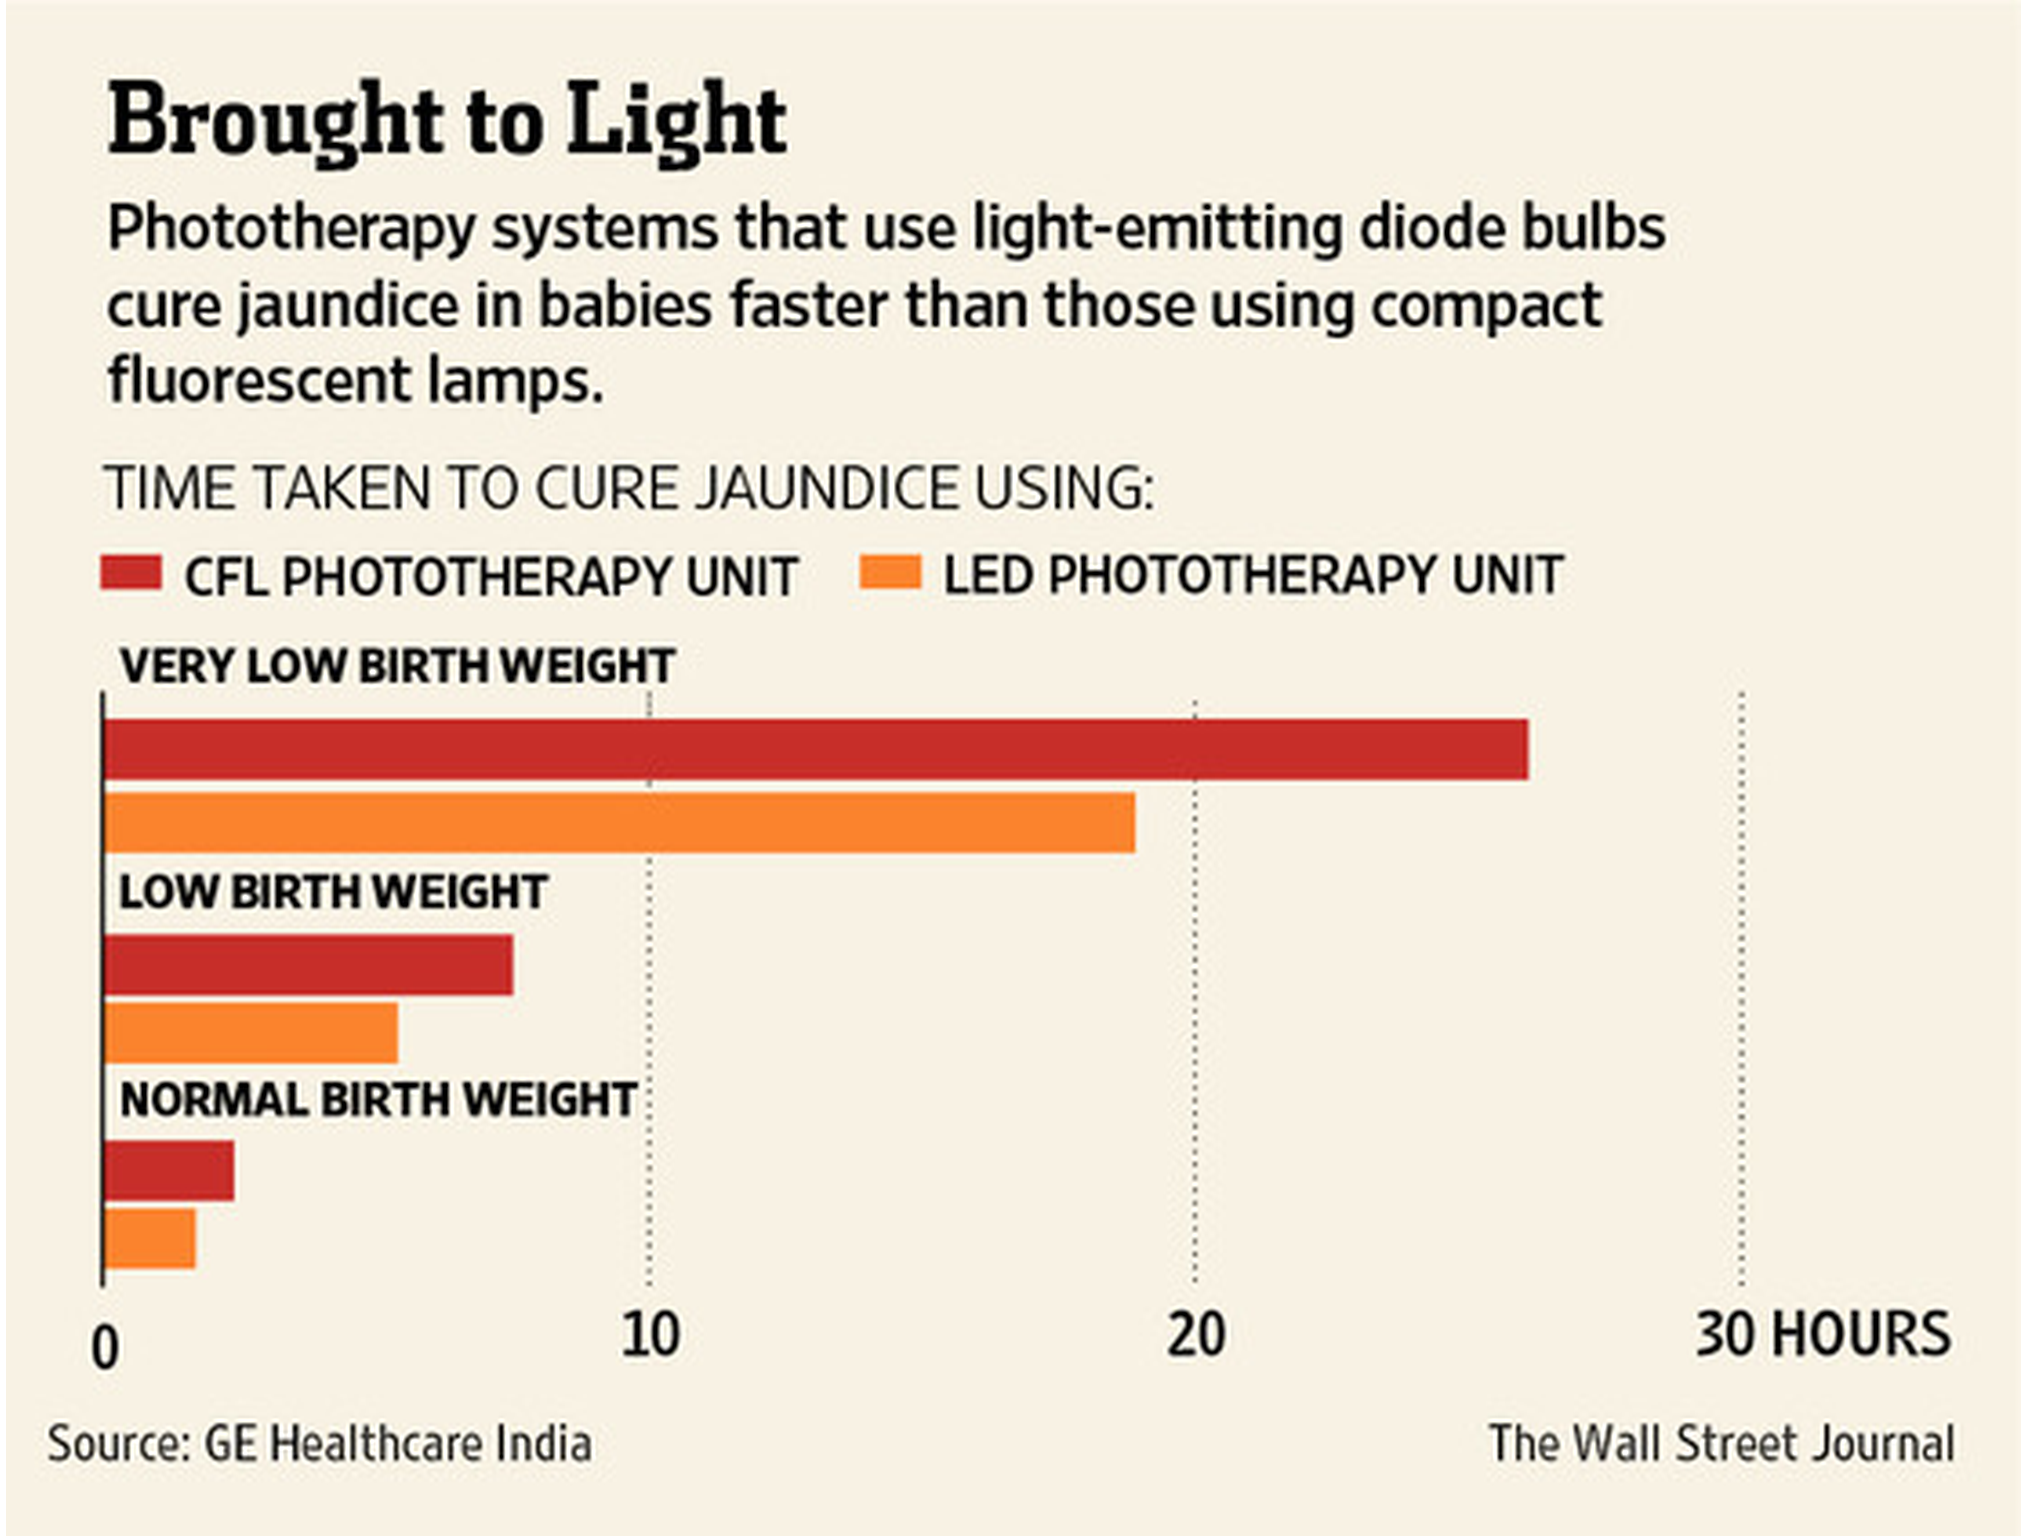 Brought to Light
Phototherapy systems that use light-emitting diode bulbs
cure jaundice in babies faster than those using compact
fluorescent lamps.
TIME TAKEN TO CURE JAUNDICE USING:
CFL PHOTOTHERAPY UNIT LED PHOTOTHERAPY UNIT
VERY LOW BIRTH WEIGHT
LOW BIRTH WEIGHT
NORMAL BIRTH WEIGHT
0 10 20 30 HOURS
Source: GE Healthcare India The Wall Street Journal